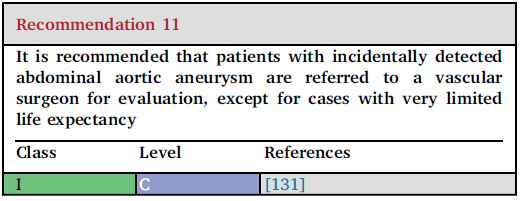 Recommendation 11
It is recommended that patients with incidentally detected
abdominal aortic aneurysm are referred to a vascular
surgeon for evaluation, except for cases with very limited
life expectancy
Class Level References
I C [131]